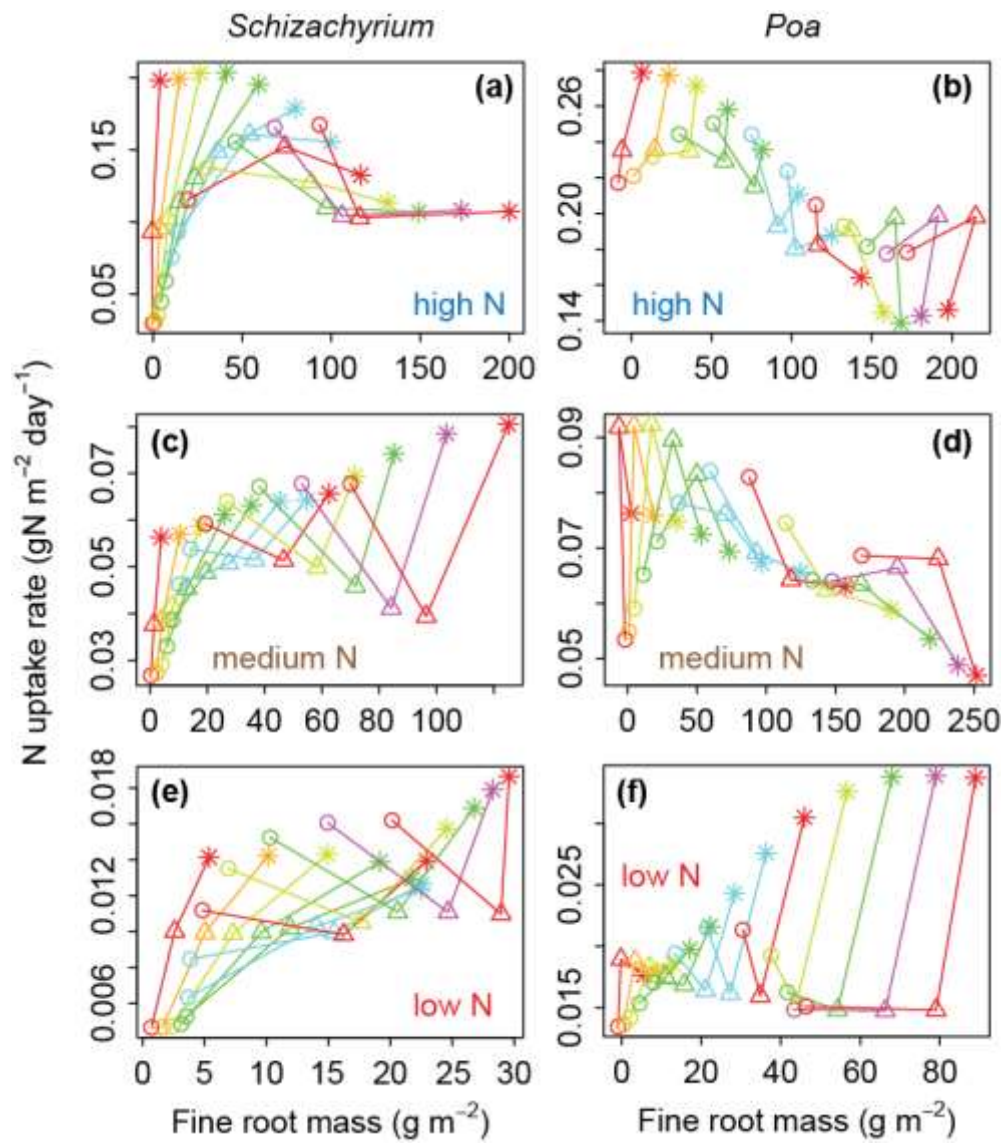 Schizachyrium Poa
N uptake rate (gN m⁻² day⁻¹)
(a)
0.05 0.15
high N
0 50 100 150 200
(b)
0.14 0.20 0.26
high N
0 50 100 150 200
(c)
0.03 0.05 0.07
medium N
0 20 40 60 80 100
(d)
0.05 0.07 0.09
medium N
0 50 100 150 200 250
(e)
0.006 0.012 0.018
low N
0 5 10 15 20 25 30
(f)
0.015 0.025
low N
0 20 40 60 80
Fine root mass (g m⁻²) Fine root mass (g m⁻²)